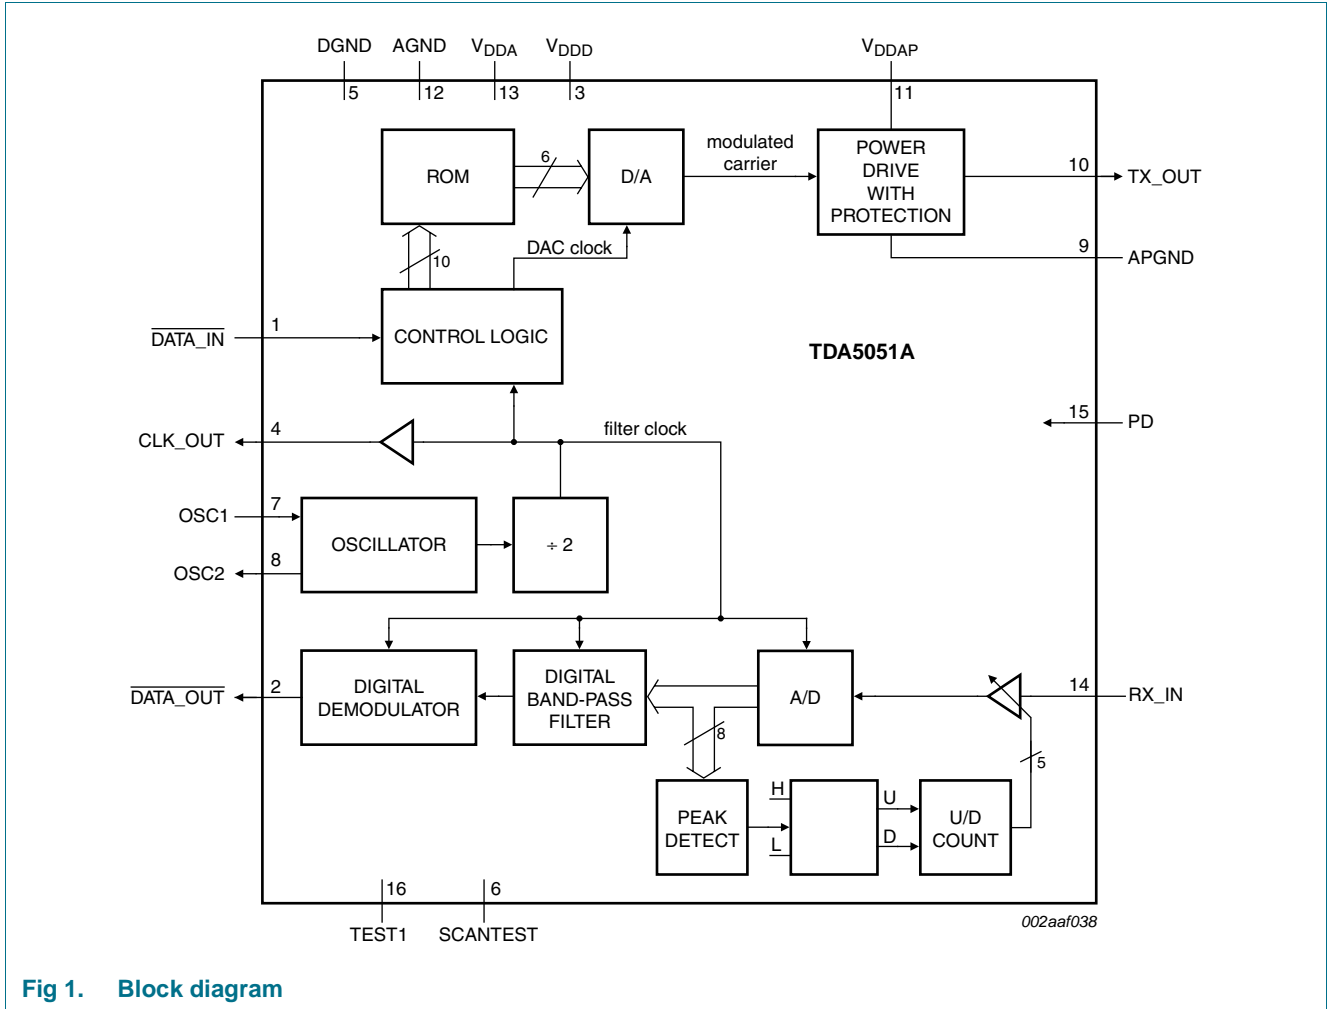 DGND AGND VDDA VDDD VDDAP
5 12 13 3 11
ROM
6
D/A
modulated
carrier
POWER
DRIVE
WITH
PROTECTION
10 TX_OUT
9 APGND
DAC clock
10
DATA_IN 1
CONTROL LOGIC
TDA5051A
15 PD
CLK_OUT 4
filter clock
OSC1 7
OSCILLATOR
÷ 2
OSC2 8
DATA_OUT 2
DIGITAL
DEMODULATOR
DIGITAL
BAND-PASS
FILTER
A/D
14 RX_IN
8
5
PEAK
DETECT
H
L
U
D
U/D
COUNT
16 6
TEST1 SCANTEST
002aaf038
Fig 1. Block diagram